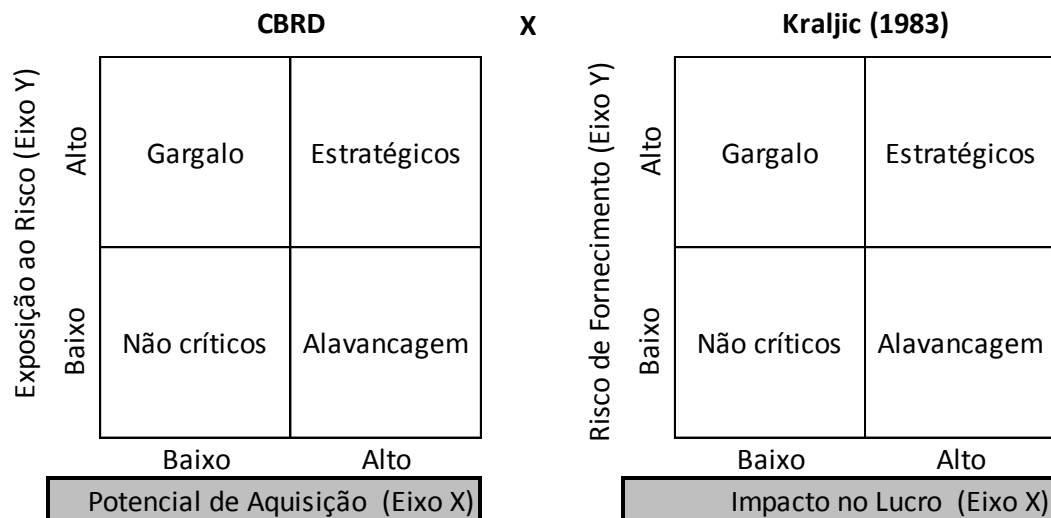 CBRD X Kraljic (1983)
Exposição ao Risco (Eixo Y)
Alto
Baixo
Gargalo Estratégicos
Não críticos Alavancagem
Baixo Alto
Potencial de Aquisição (Eixo X)
Risco de Fornecimento (Eixo Y)
Alto
Baixo
Gargalo Estratégicos
Não críticos Alavancagem
Baixo Alto
Impacto no Lucro (Eixo X)